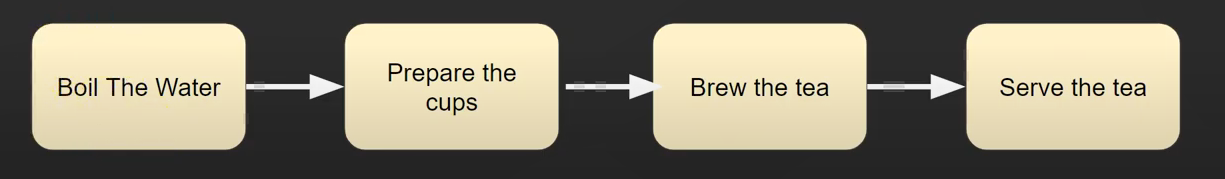 Boil The Water
Prepare the
cups
Brew the tea
Serve the tea